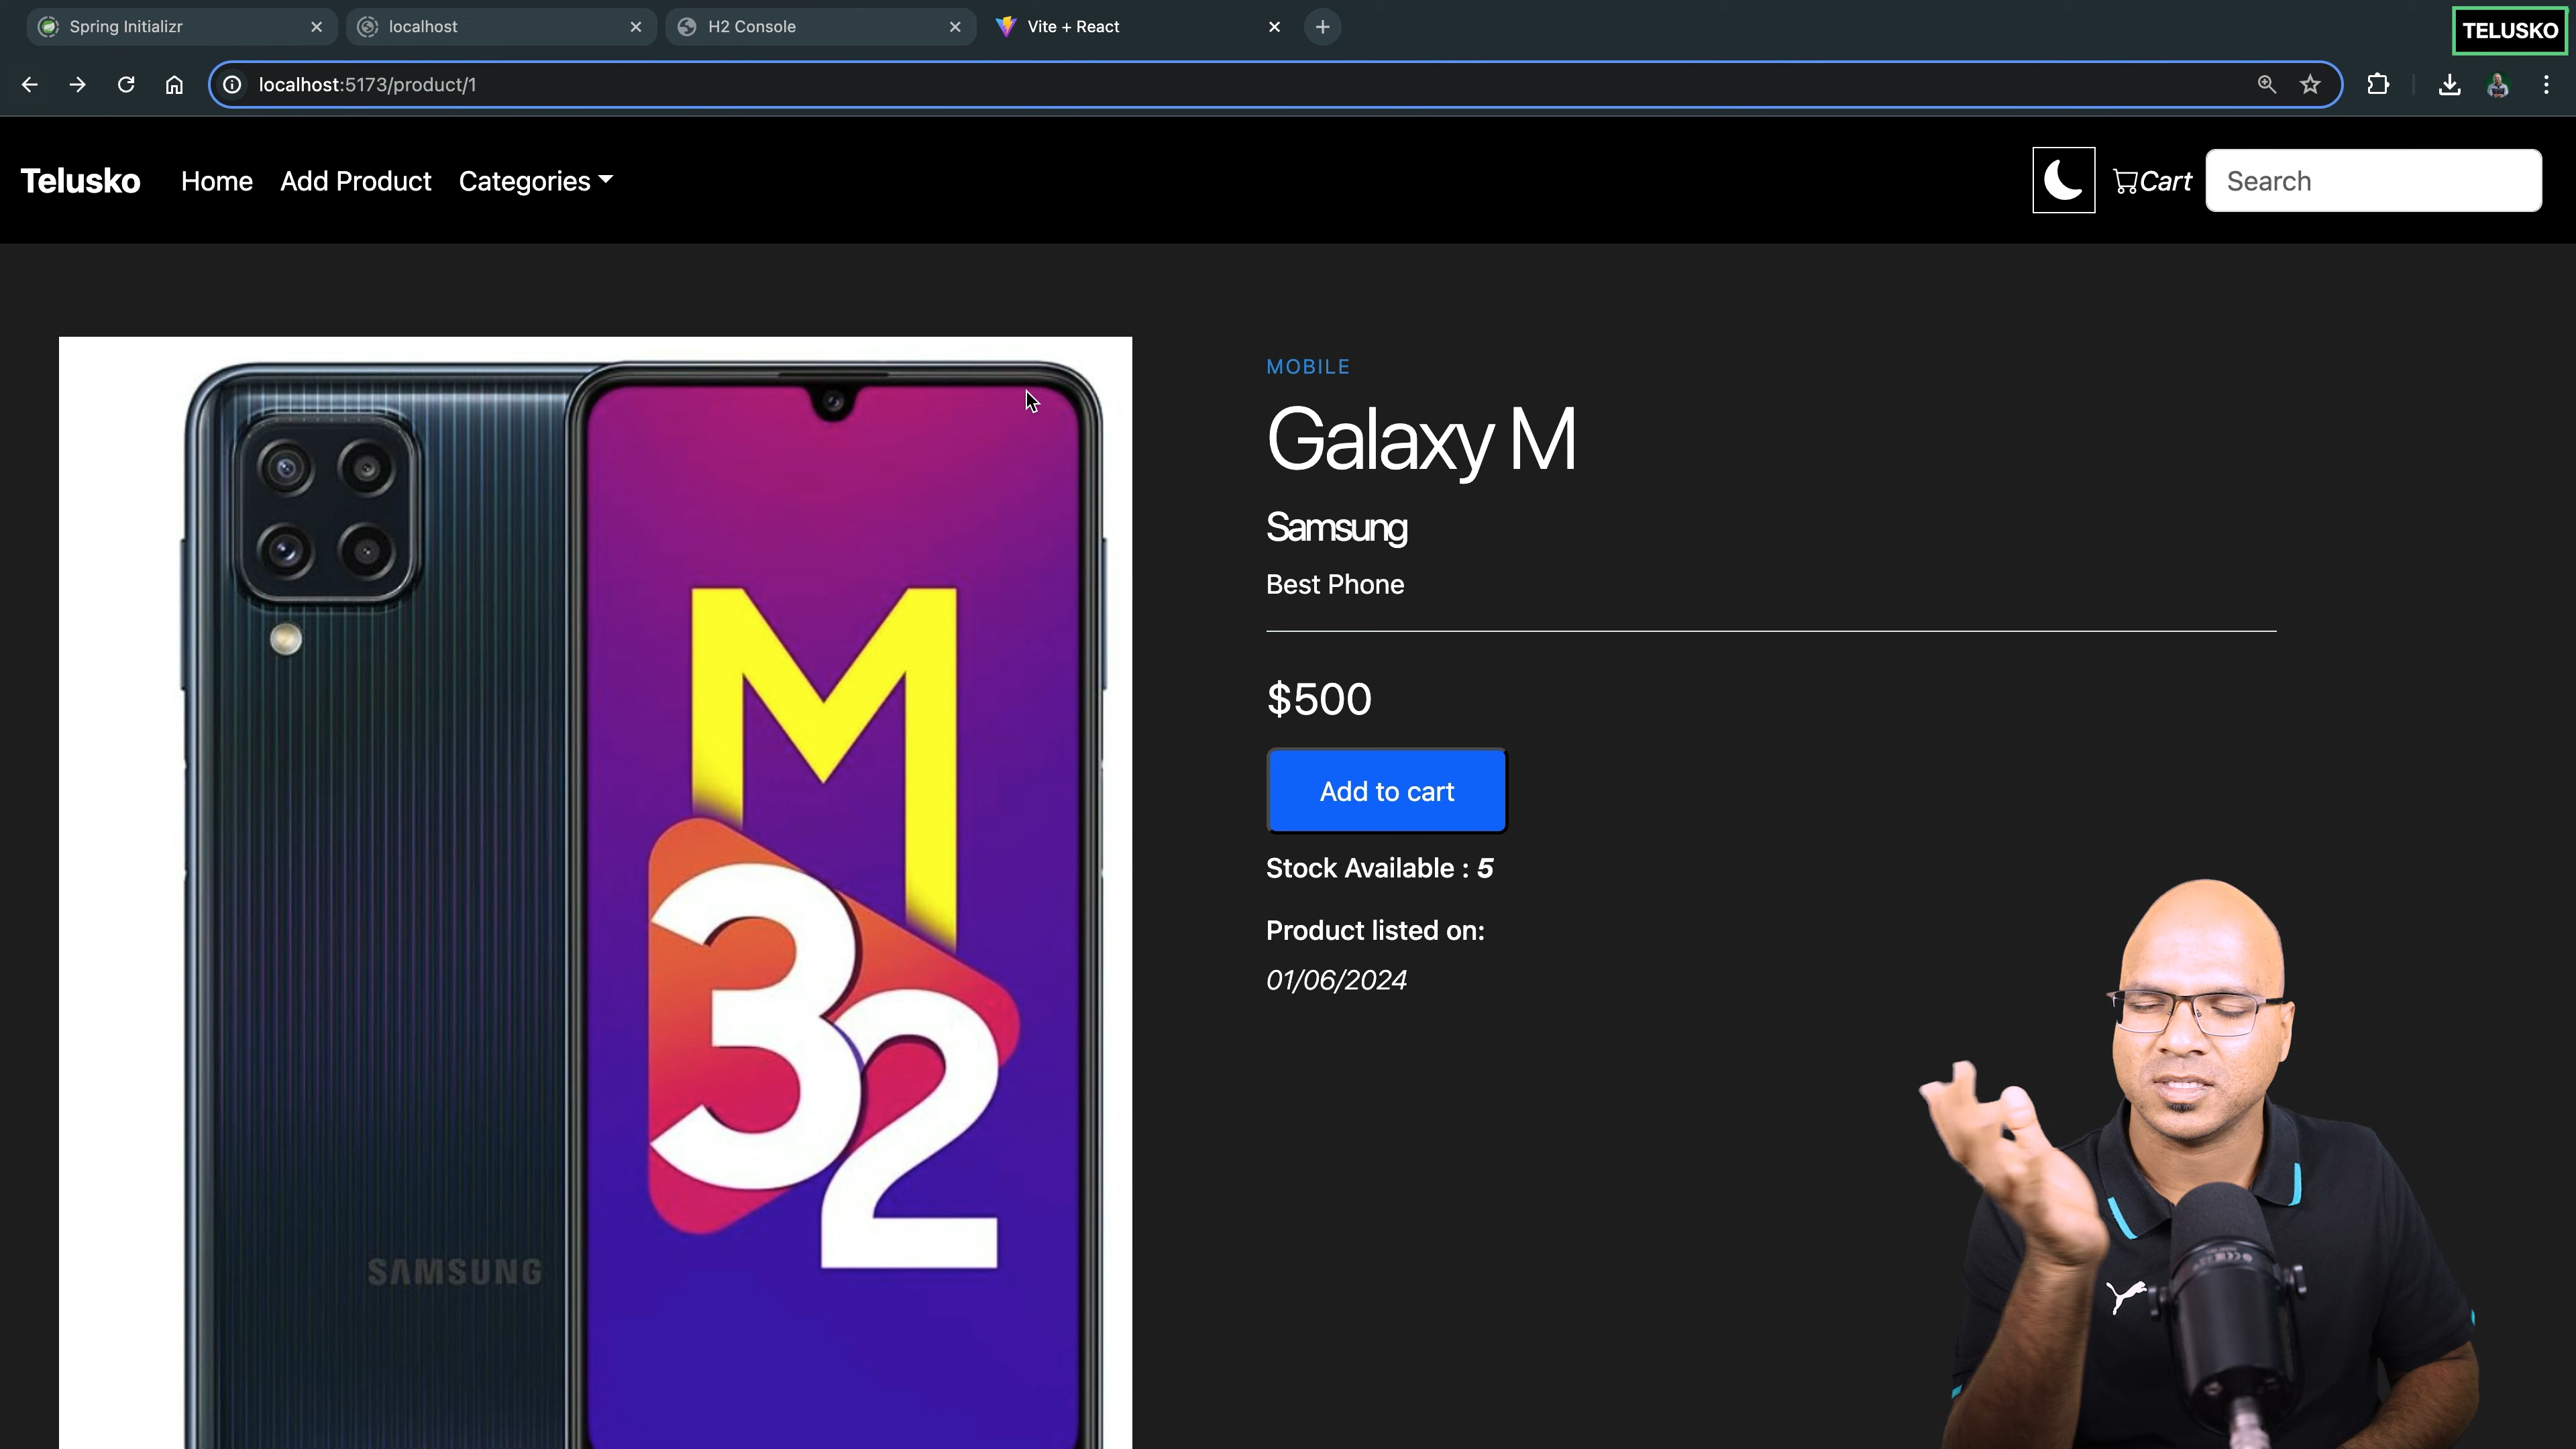 Spring Initializr
localhost
H2 Console
Vite + React
TELUSKO
localhost:5173/product/1
Telusko
Home
Add Product
Categories
Cart
Search
MOBILE
Galaxy M
Samsung
Best Phone
$500
Add to cart
Stock Available : 5
Product listed on:
01/06/2024
M
32
SAMSUNG